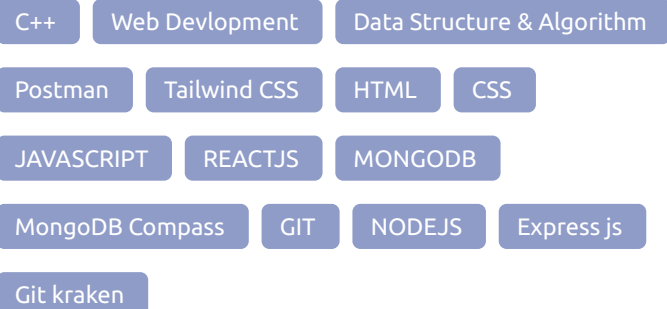 C++ Web Devlopment Data Structure & Algorithm
Postman Tailwind CSS HTML CSS
JAVASCRIPT REACTJS MONGODB
MongoDB Compass GIT NODEJS Express js
Git kraken